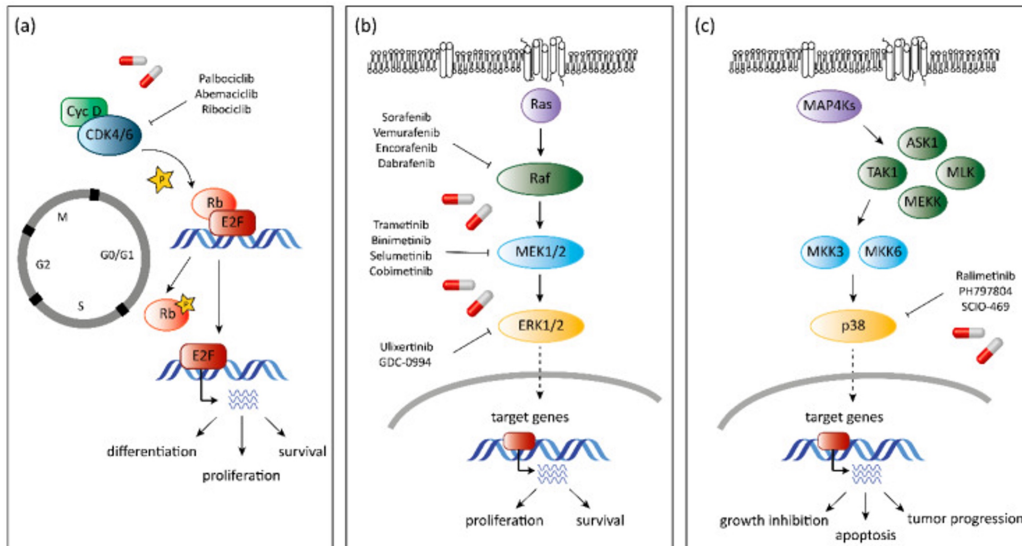 (a)
Palbociclib
Abemaciclib
Ribociclib
Cyc D
CDK4/6
P
Rb
E2F
M
G2
G0/G1
S
Rb
P
E2F
differentiation
survival
proliferation
(b)
Ras
Sorafenib
Vemurafenib
Encorafenib
Dabrafenib
Raf
Trametinib
Binimetinib
Selumetinib
Cobimetinib
MEK1/2
Ulixertinib
GDC-0994
ERK1/2
target genes
proliferation
survival
(c)
MAP4Ks
ASK1
TAK1
MLK
MEKK
MKK3
MKK6
Ralimetinib
PH797804
SCIO-469
p38
target genes
growth inhibition
tumor progression
apoptosis